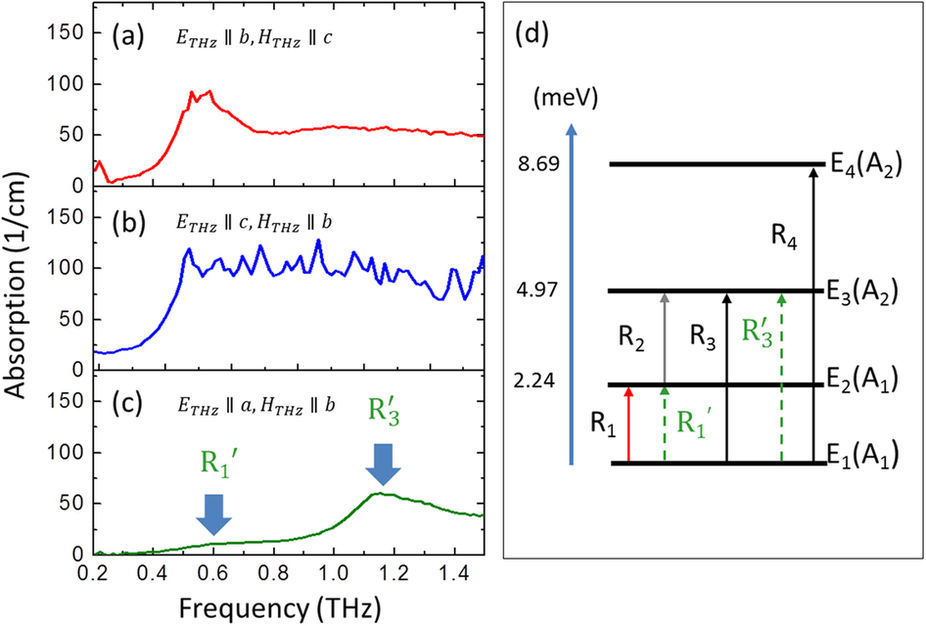 (a) E_THz ∥ b, H_THz ∥ c
150
100
50
0
(b) E_THz ∥ c, H_THz ∥ b
150
100
50
0
(c) E_THz ∥ a, H_THz ∥ b
150
100
50
0
R₁′
R₃′
0.2 0.4 0.6 0.8 1.0 1.2 1.4
Absorption (1/cm)
Frequency (THz)
(d)
(meV)
8.69 E₄(A₂)
R₄
4.97 E₃(A₂)
R₂ R₃ R₃′
2.24 E₂(A₁)
R₁ R₁′
E₁(A₁)